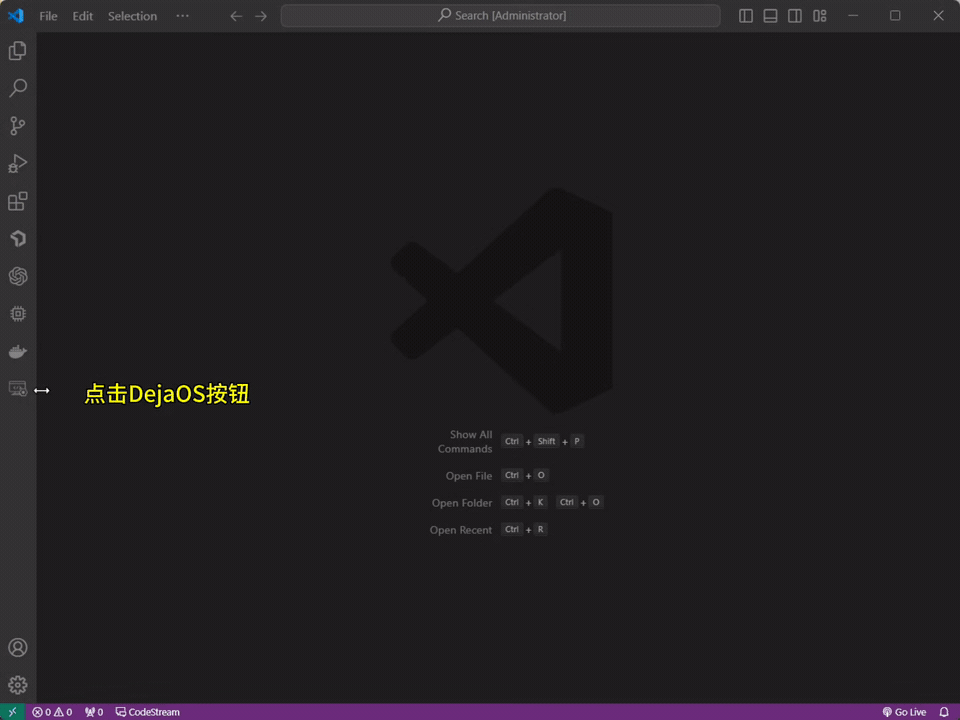 File Edit Selection ··· Search [Administrator]
点击DejaOS按钮
Show All
Commands Ctrl + Shift + P
Open File Ctrl + O
Open Folder Ctrl + K Ctrl + O
Open Recent Ctrl + R
0 0 0 CodeStream Go Live